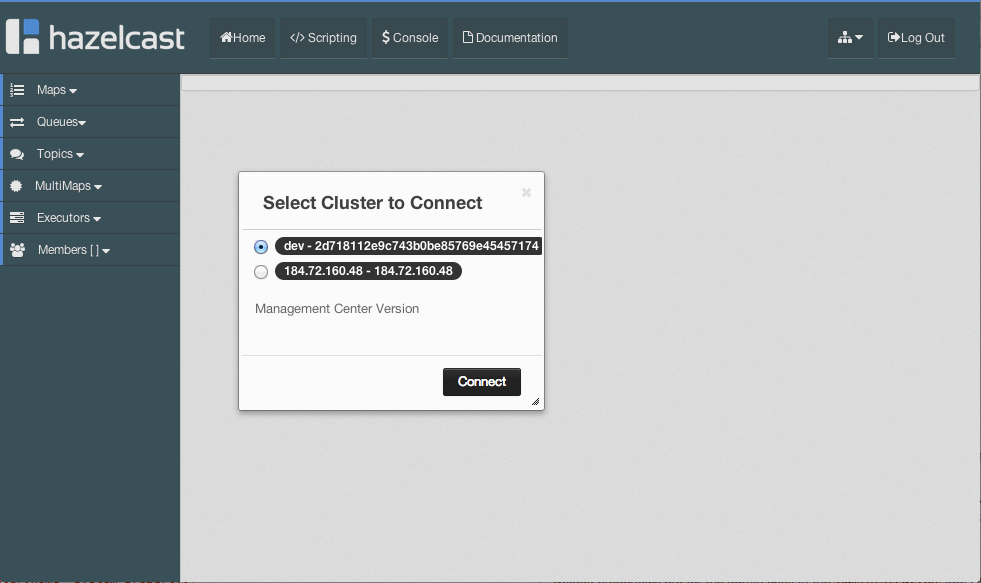 hazelcast
Home
</> Scripting
$ Console
Documentation
Log Out
Maps
Queues
Topics
MultiMaps
Executors
Members [ ]
Select Cluster to Connect
×
dev - 2d718112e9c743b0be85769e45457174
184.72.160.48 - 184.72.160.48
Management Center Version
Connect